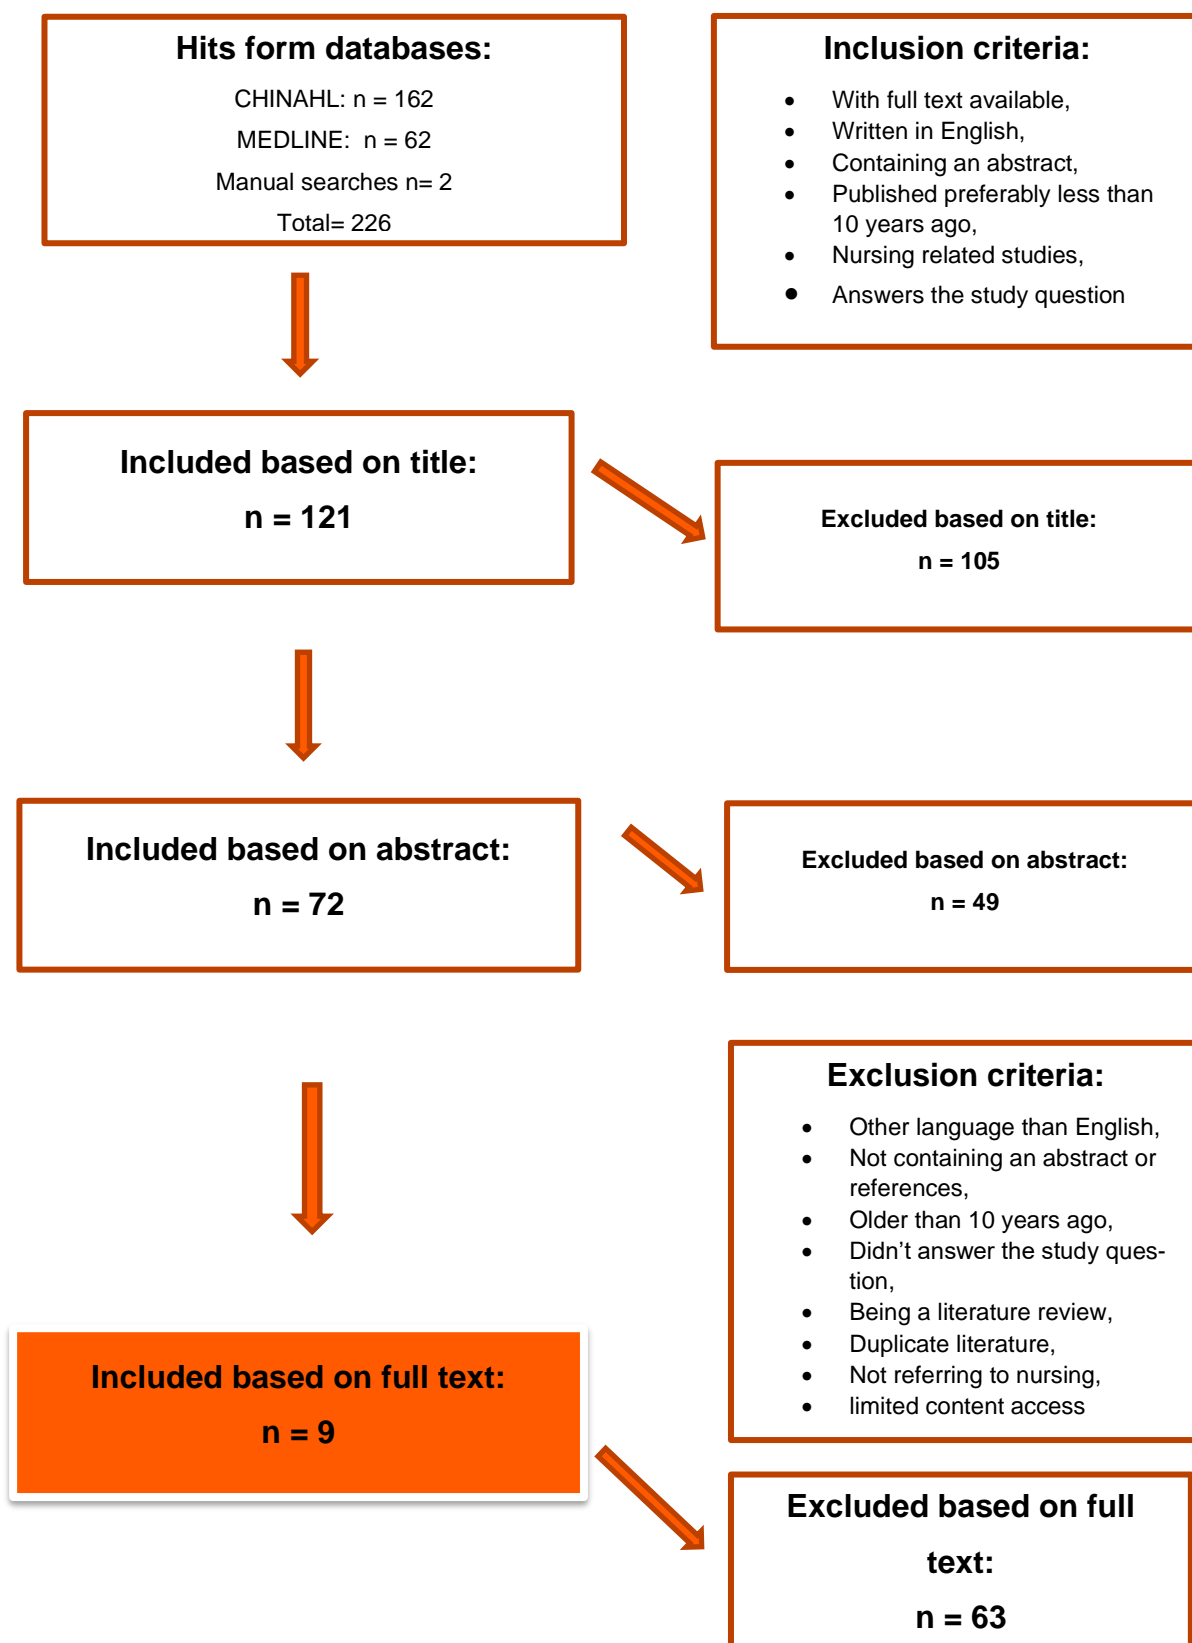 Hits form databases:
CHINAHL: n = 162
MEDLINE: n = 62
Manual searches n= 2
Total= 226
Inclusion criteria:
• With full text available,
• Written in English,
• Containing an abstract,
• Published preferably less than
10 years ago,
• Nursing related studies,
• Answers the study question
Included based on title:
n = 121
Excluded based on title:
n = 105
Included based on abstract:
n = 72
Excluded based on abstract:
n = 49
Exclusion criteria:
• Other language than English,
• Not containing an abstract or
references,
• Older than 10 years ago,
• Didn’t answer the study ques-
tion,
• Being a literature review,
• Duplicate literature,
• Not referring to nursing,
• limited content access
Included based on full text:
n = 9
Excluded based on full
text:
n = 63